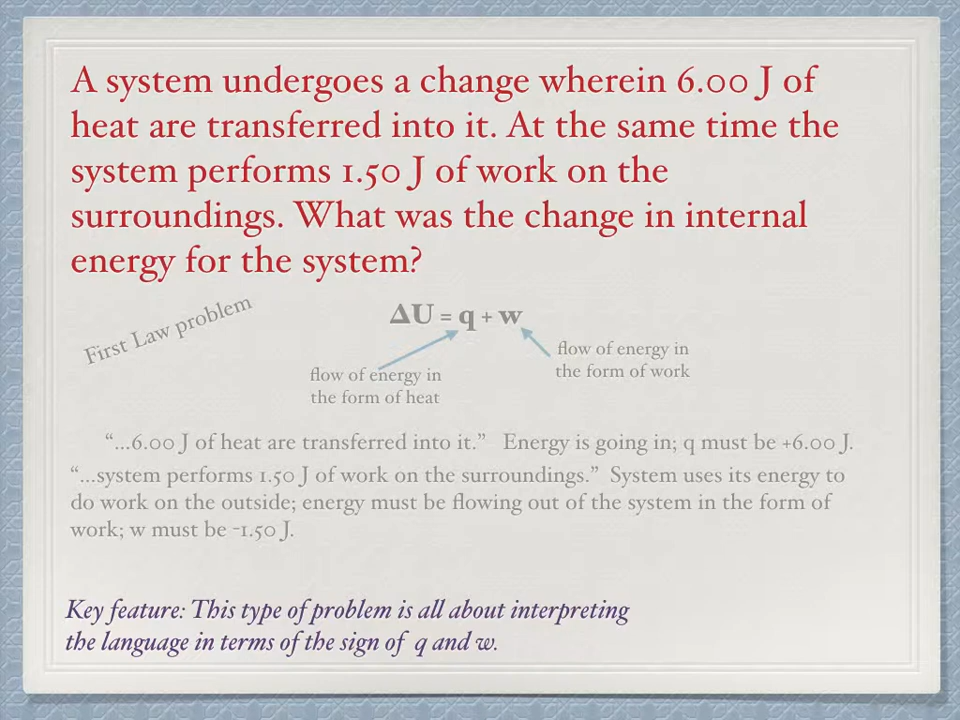 A system undergoes a change wherein 6.00 J of
heat are transferred into it. At the same time the
system performs 1.50 J of work on the
surroundings. What was the change in internal
energy for the system?
First Law problem
ΔU = q + w
flow of energy in
the form of work
flow of energy in
the form of heat
“...6.00 J of heat are transferred into it.” Energy is going in; q must be +6.00 J.
“...system performs 1.50 J of work on the surroundings.” System uses its energy to
do work on the outside; energy must be flowing out of the system in the form of
work; w must be -1.50 J.
Key feature: This type of problem is all about interpreting
the language in terms of the sign of q and w.